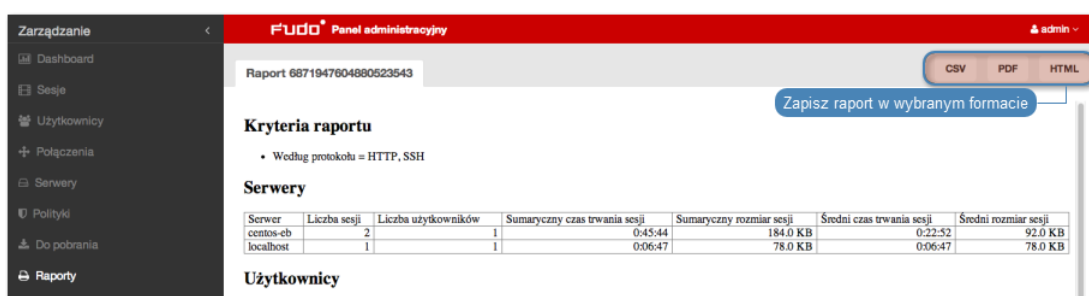 Zarządzanie
FUDO Panel administracyjny
admin
Dashboard
Sesje
Użytkownicy
Połączenia
Serwery
Polityki
Do pobrania
Raporty
Raport 6871947604880523543
CSV PDF HTML
Zapisz raport w wybranym formacie
Kryteria raportu
• Według protokołu = HTTP, SSH
Serwery
Serwer Liczba sesji Liczba użytkowników Sumaryczny czas trwania sesji Sumaryczny rozmiar sesji Średni czas trwania sesji Średni rozmiar sesji
centos-eb 2 1 0:45:44 184.0 KB 0:22:52 92.0 KB
localhost 1 1 0:06:47 78.0 KB 0:06:47 78.0 KB
Użytkownicy